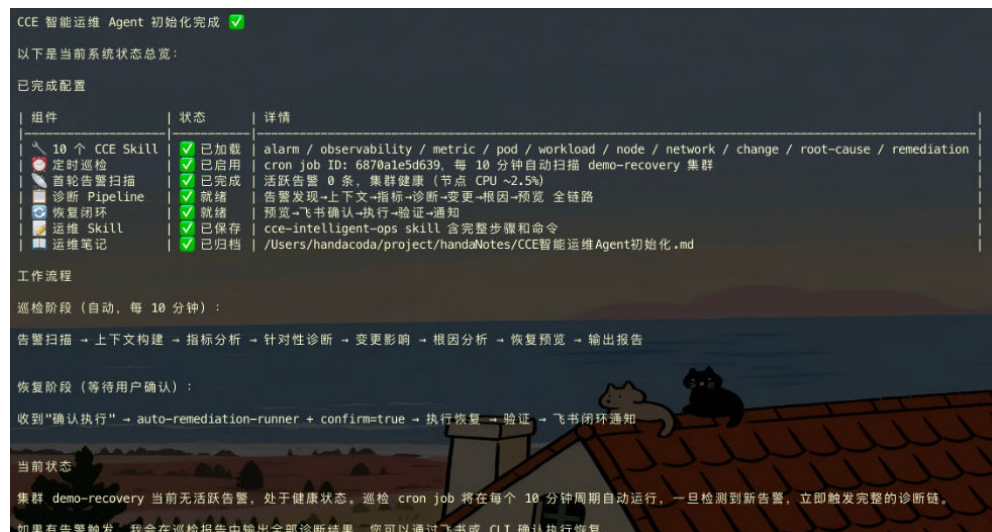 CCE 智能运维 Agent 初始化完成 ✅
以下是当前系统状态总览:
已完成配置
| 组件 | 状态 | 详情 |
| 🔧 10 个 CCE Skill | ✅ 已加载 | alarm / observability / metric / pod / workload / node / network / change / root-cause / remediation |
| ⏰ 定时巡检 | ✅ 已启用 | cron job ID: 6870a1e5d639, 每 10 分钟自动扫描 demo-recovery 集群 |
| 📡 首轮告警扫描 | ✅ 已完成 | 活跃告警 0 条, 集群健康 (节点 CPU ~2.5%) |
| 📋 诊断 Pipeline | ✅ 就绪 | 告警发现→上下文→指标→诊断→变更→根因→预览 全链路 |
| 🔄 恢复闭环 | ✅ 就绪 | 预览→飞书确认→执行→验证→通知 |
| 📝 运维 Skill | ✅ 已保存 | cce-intelligent-ops skill 含完整步骤和命令 |
| 📖 运维笔记 | ✅ 已归档 | /Users/handacoda/project/handaNotes/CCE智能运维Agent初始化.md |
工作流程
巡检阶段 (自动, 每 10 分钟) :
告警扫描 → 上下文构建 → 指标分析 → 针对性诊断 → 变更影响 → 根因分析 → 恢复预览 → 输出报告
恢复阶段 (等待用户确认) :
收到"确认执行" → auto-remediation-runner + confirm=true → 执行恢复 → 验证 → 飞书闭环通知
当前状态
集群 demo-recovery 当前无活跃告警, 处于健康状态。巡检 cron job 将在每个 10 分钟周期自动运行, 一旦检测到新告警, 立即触发完整的诊断链。
如果有告警触发, 我会在巡检报告中输出全部诊断结果, 您可以通过飞书或 CLI 确认执行恢复